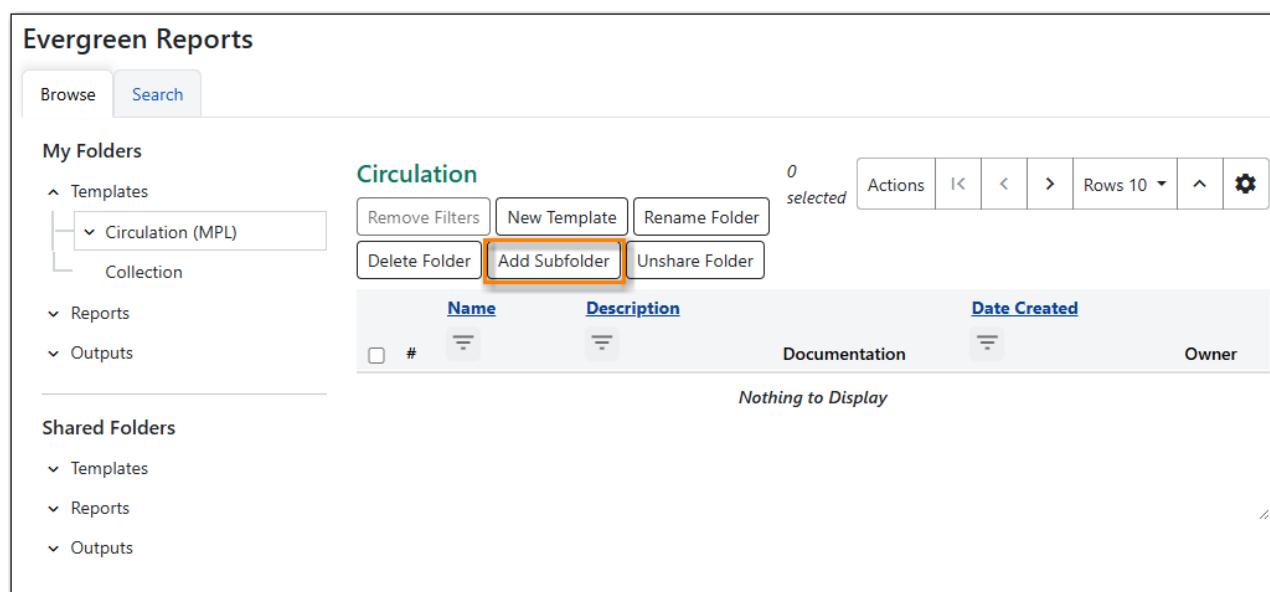 Evergreen Reports
Browse
Search
My Folders
Templates
Circulation (MPL)
Collection
Reports
Outputs
Shared Folders
Templates
Reports
Outputs
Circulation
0
selected
Actions
Rows 10
Remove Filters
New Template
Rename Folder
Delete Folder
Add Subfolder
Unshare Folder
#
Name
Description
Documentation
Date Created
Owner
Nothing to Display